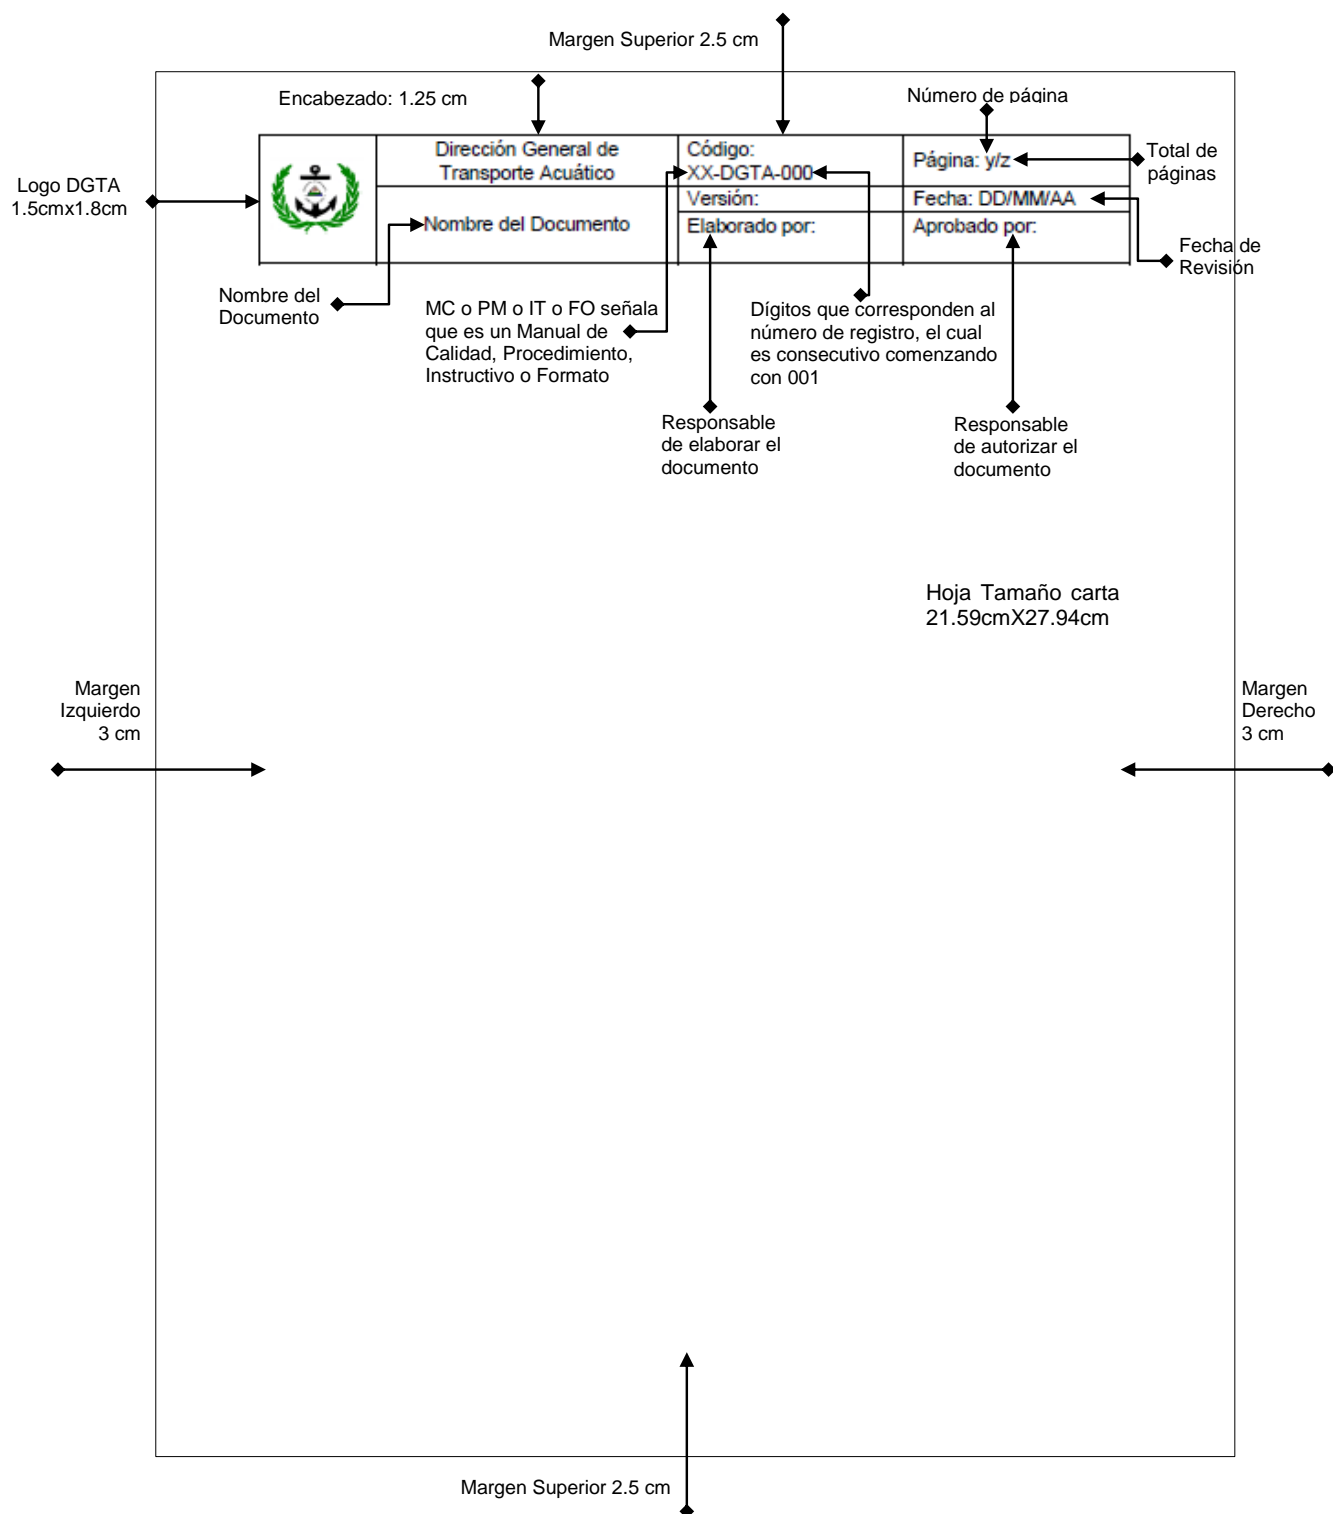 Margen Superior 2.5 cm
Encabezado: 1.25 cm
Número de página
Dirección General de
Transporte Acuático
Código:
XX-DGTA-000
Página: y/z
Total de
páginas
Logo DGTA
1.5cmx1.8cm
Versión:
Fecha: DD/MM/AA
Nombre del Documento
Elaborado por:
Aprobado por:
Fecha de
Revisión
Nombre del
Documento
MC o PM o IT o FO señala
que es un Manual de
Calidad, Procedimiento,
Instructivo o Formato
Dígitos que corresponden al
número de registro, el cual
es consecutivo comenzando
con 001
Responsable
de elaborar el
documento
Responsable
de autorizar el
documento
Hoja Tamaño carta
21.59cmX27.94cm
Margen
Izquierdo
3 cm
Margen
Derecho
3 cm
Margen Superior 2.5 cm